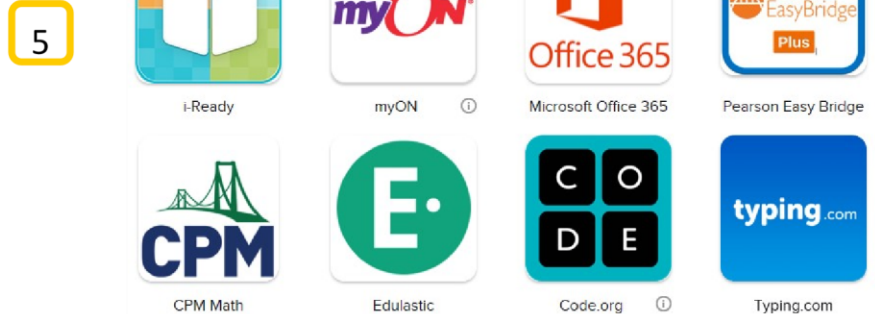 5
myON
Office 365
EasyBridge
Plus
i-Ready
myON
Microsoft Office 365
Pearson Easy Bridge
CPM
E
C O
D E
typing.com
CPM Math
Edulastic
Code.org
Typing.com